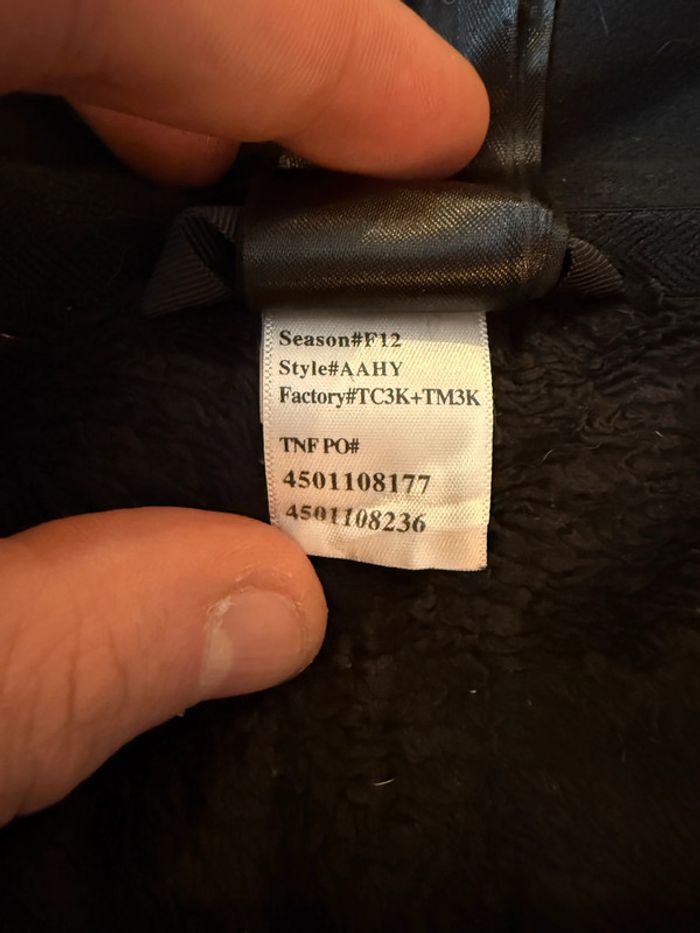 Season#F12
Style#AAHY
Factory#TC3K+TM3K
TNF PO#
4501108177
4501108236